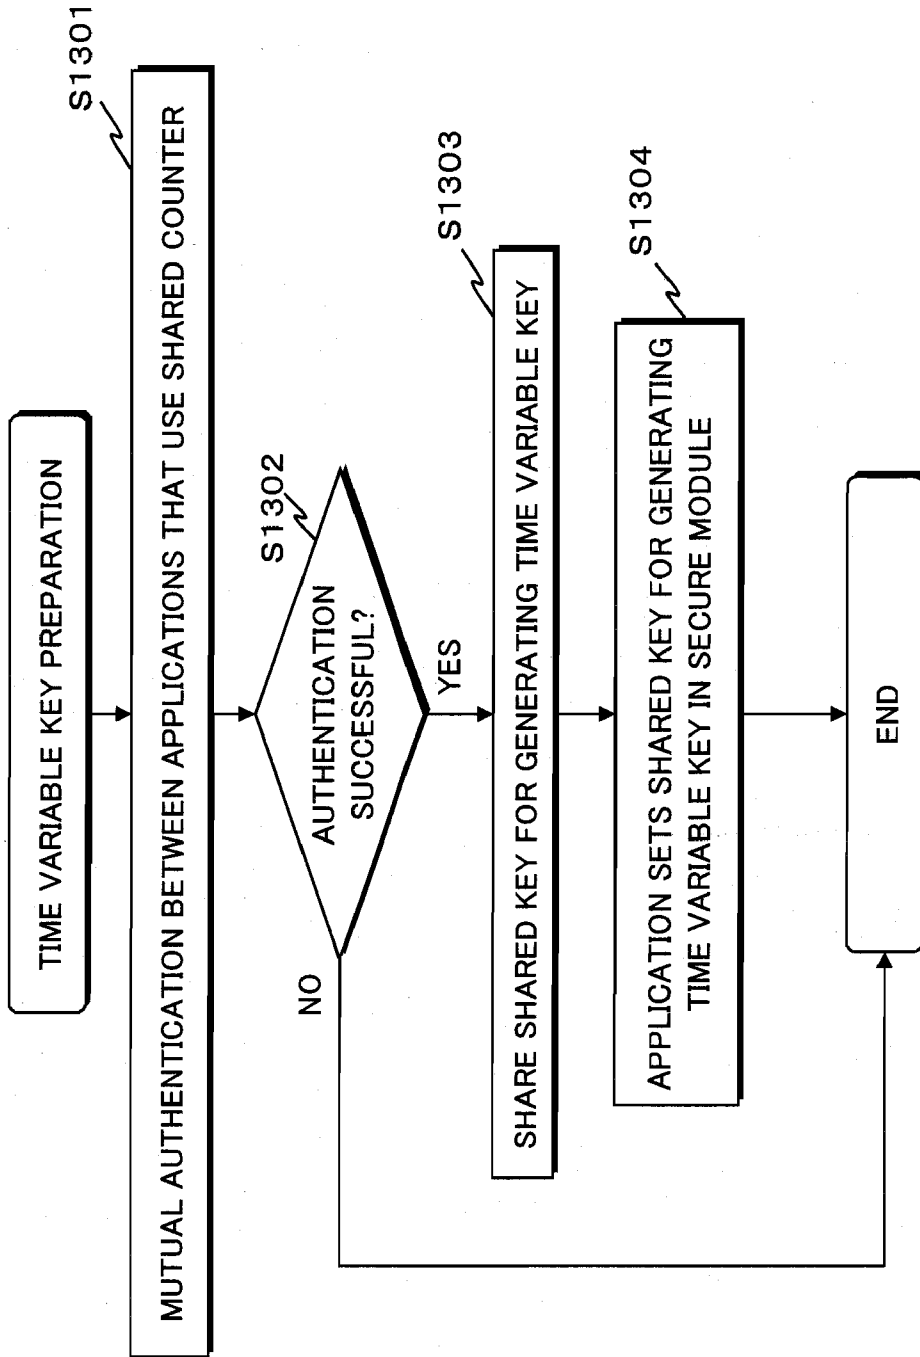 TIME VARIABLE KEY PREPARATION
S1301
MUTUAL AUTHENTICATION BETWEEN APPLICATIONS THAT USE SHARED COUNTER
S1302
AUTHENTICATION
SUCCESSFUL?
NO
YES
S1303
SHARE SHARED KEY FOR GENERATING TIME VARIABLE KEY
S1304
APPLICATION SETS SHARED KEY FOR GENERATING
TIME VARIABLE KEY IN SECURE MODULE
END